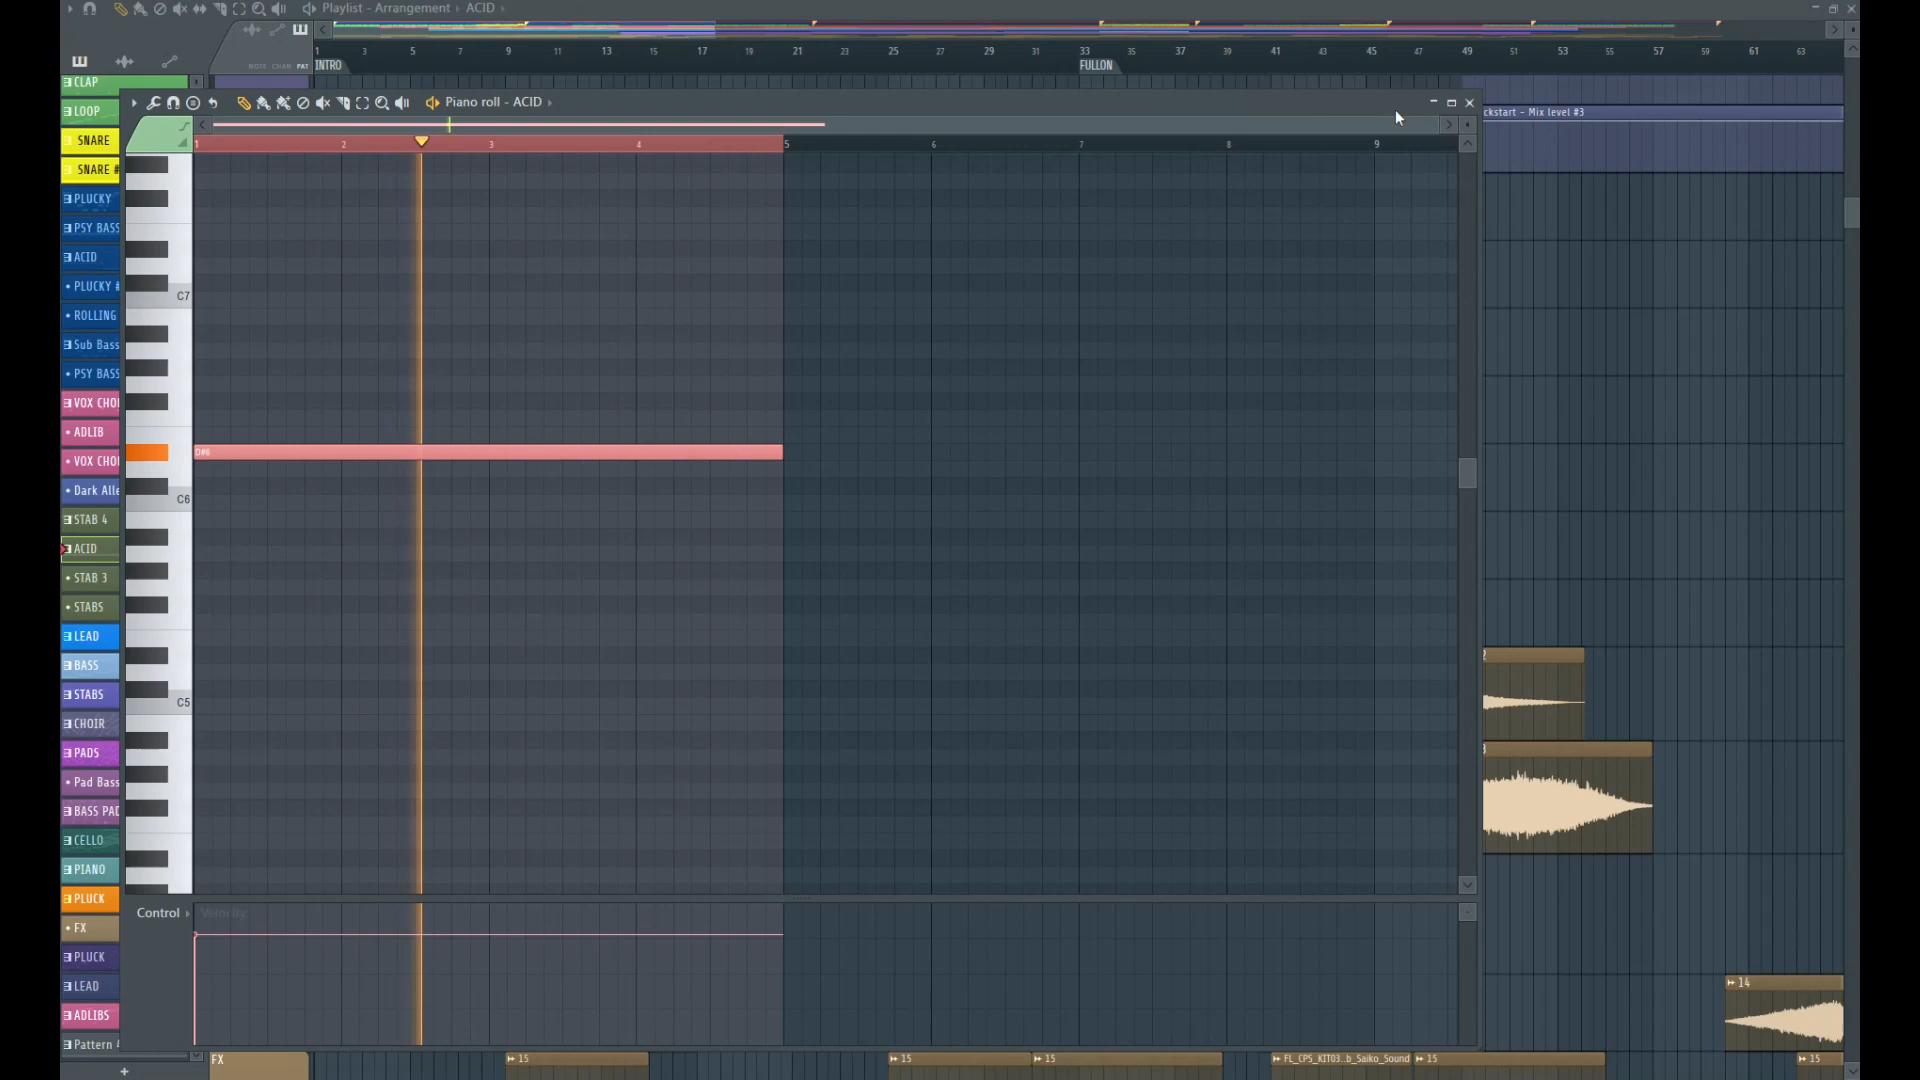 Playlist - Arrangement › ACID ›
NOTE CHAN PAT
1 3 5 7 9 11 13 15 17 19 21 23 25 27 29 31 33 35 37 39 41 43 45 47 49 51 53 55 57 59 61 63
INTRO
FULLON
CLAP
LOOP
SNARE
SNARE #
PLUCKY
PSY BASS
ACID
PLUCKY #
ROLLING
Sub Bass
PSY BASS
VOX CHO
ADLIB
VOX CHO
Dark Alle
STAB 4
ACID
STAB 3
STABS
LEAD
BASS
STABS
CHOIR
PADS
Pad Bass
BASS PAD
CELLO
PIANO
PLUCK
FX
PLUCK
LEAD
ADLIBS
Pattern
+
Piano roll - ACID ›
1 2 3 4 5 6 7 8 9
C7
D#6
C6
C5
Control
Velocity
ckstart - Mix level #3
2
3
14
FX
15
15
15
FL_CPS_KIT03..b_Saiko_Sound
15
15